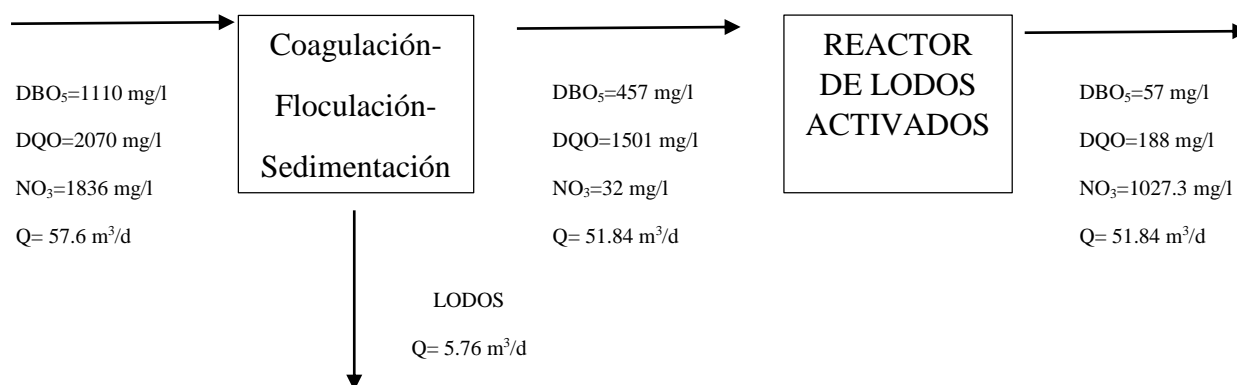 Coagulación-
Floculación-
Sedimentación
REACTOR
DE LODOS
ACTIVADOS
DBO₅=1110 mg/l
DQO=2070 mg/l
NO₃=1836 mg/l
Q= 57.6 m³/d
DBO₅=457 mg/l
DQO=1501 mg/l
NO₃=32 mg/l
Q= 51.84 m³/d
DBO₅=57 mg/l
DQO=188 mg/l
NO₃=1027.3 mg/l
Q= 51.84 m³/d
LODOS
Q= 5.76 m³/d